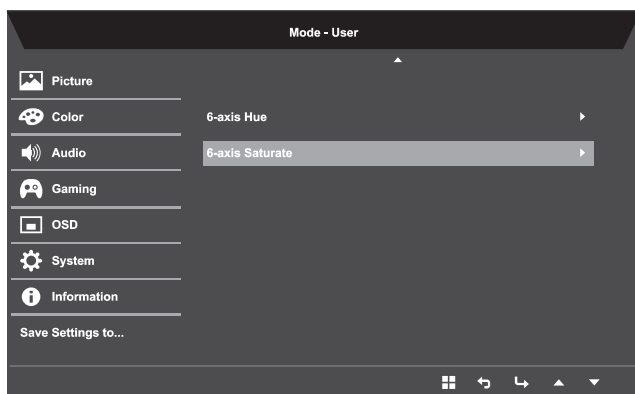 Mode - User
Picture
Color
6-axis Hue
Audio
6-axis Saturate
Gaming
OSD
System
Information
Save Settings to...